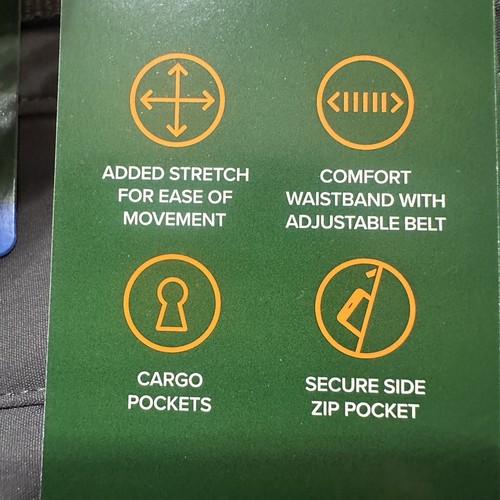 ADDED STRETCH
FOR EASE OF
MOVEMENT
COMFORT
WAISTBAND WITH
ADJUSTABLE BELT
CARGO
POCKETS
SECURE SIDE
ZIP POCKET